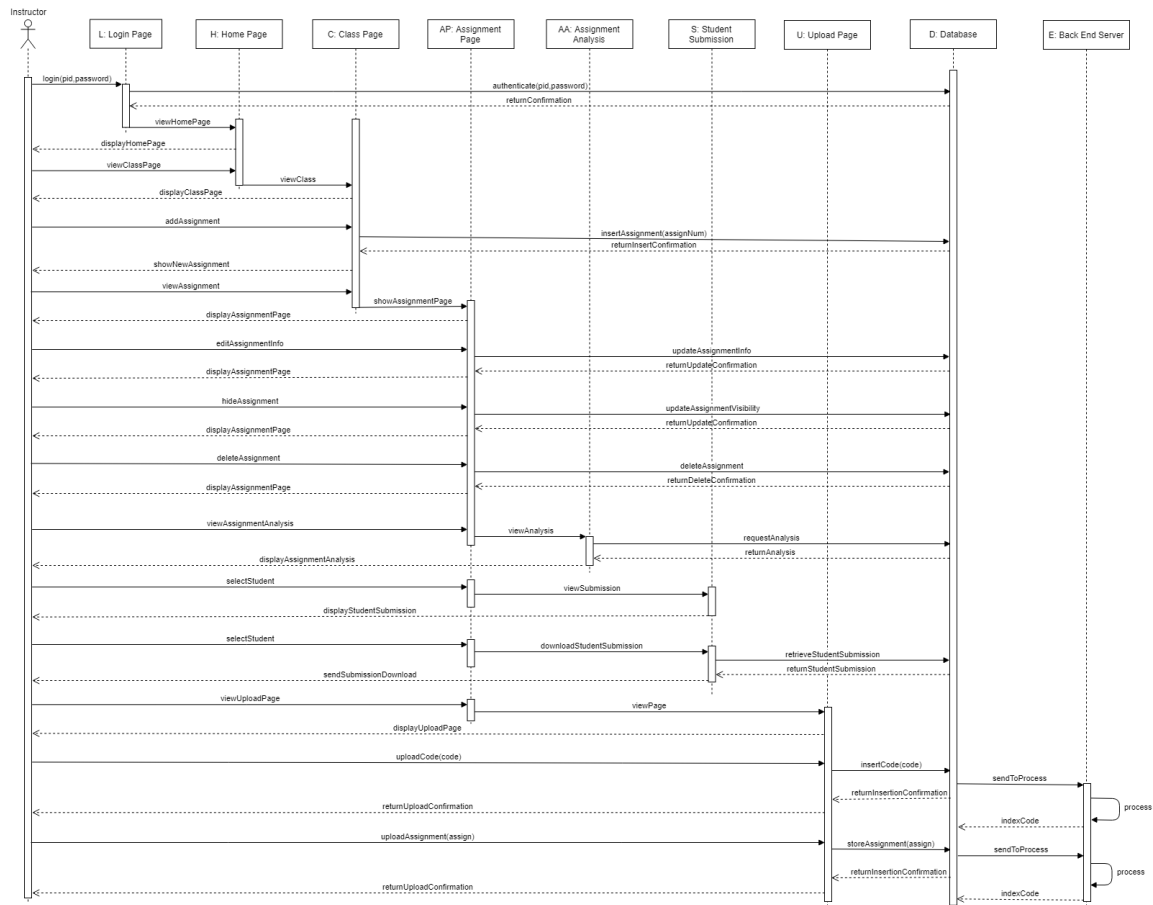 Instructor
L: Login Page
H: Home Page
C: Class Page
AP: Assignment
Page
AA: Assignment
Analysis
S: Student
Submission
U: Upload Page
D: Database
E: Back End Server
login(pid,password)
authenticate(pid,password)
returnConfirmation
viewHomePage
displayHomePage
viewClassPage
viewClass
displayClassPage
addAssignment
insertAssignment(assignNum)
returnInsertConfirmation
showNewAssignment
viewAssignment
showAssignmentPage
displayAssignmentPage
editAssignmentInfo
updateAssignmentInfo
returnUpdateConfirmation
displayAssignmentPage
hideAssignment
updateAssignmentVisibility
returnUpdateConfirmation
displayAssignmentPage
deleteAssignment
deleteAssignment
returnDeleteConfirmation
displayAssignmentPage
viewAssignmentAnalysis
viewAnalysis
requestAnalysis
returnAnalysis
displayAssignmentAnalysis
selectStudent
viewSubmission
displayStudentSubmission
selectStudent
downloadStudentSubmission
retrieveStudentSubmission
returnStudentSubmission
sendSubmissionDownload
viewUploadPage
viewPage
displayUploadPage
uploadCode(code)
insertCode(code)
sendToProcess
returnInsertionConfirmation
returnUploadConfirmation
process
indexCode
uploadAssignment(assign)
storeAssignment(assign)
sendToProcess
returnInsertionConfirmation
process
returnUploadConfirmation
indexCode